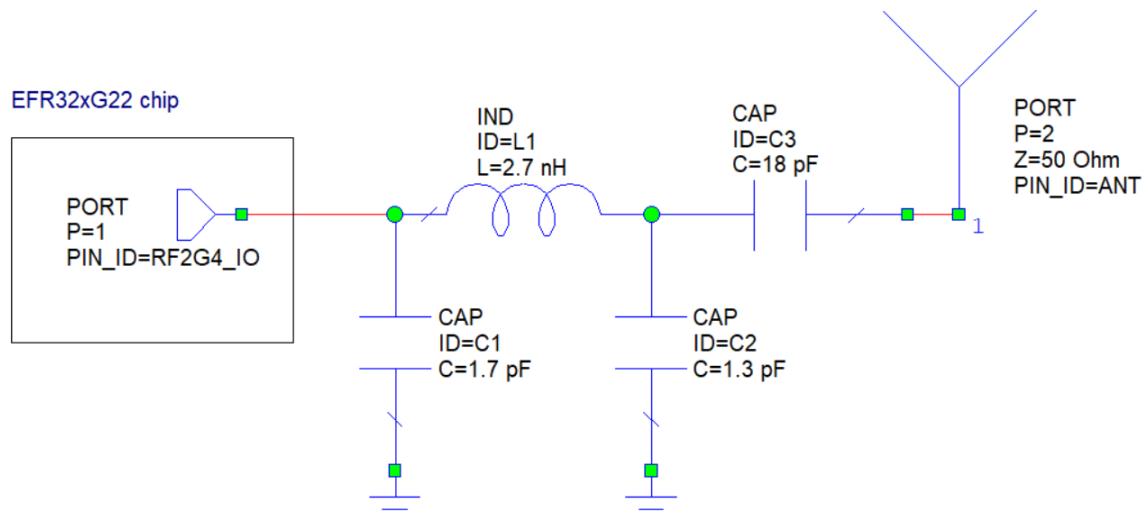 EFR32xG22 chip
PORT
P=1
PIN_ID=RF2G4_IO
IND
ID=L1
L=2.7 nH
CAP
ID=C3
C=18 pF
PORT
P=2
Z=50 Ohm
PIN_ID=ANT
1
CAP
ID=C1
C=1.7 pF
CAP
ID=C2
C=1.3 pF